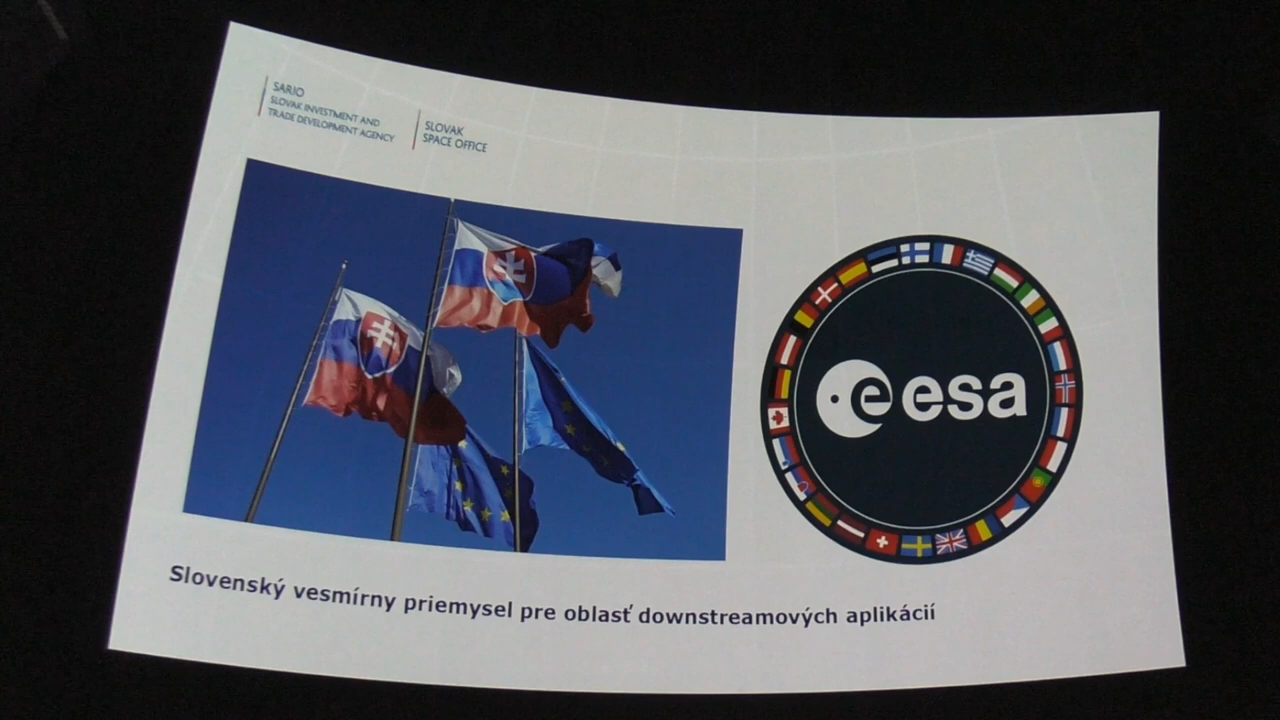 SARIO
SLOVAK INVESTMENT AND
TRADE DEVELOPMENT AGENCY
SLOVAK
SPACE OFFICE
esa
Slovenský vesmírny priemysel pre oblasť downstreamových aplikácií